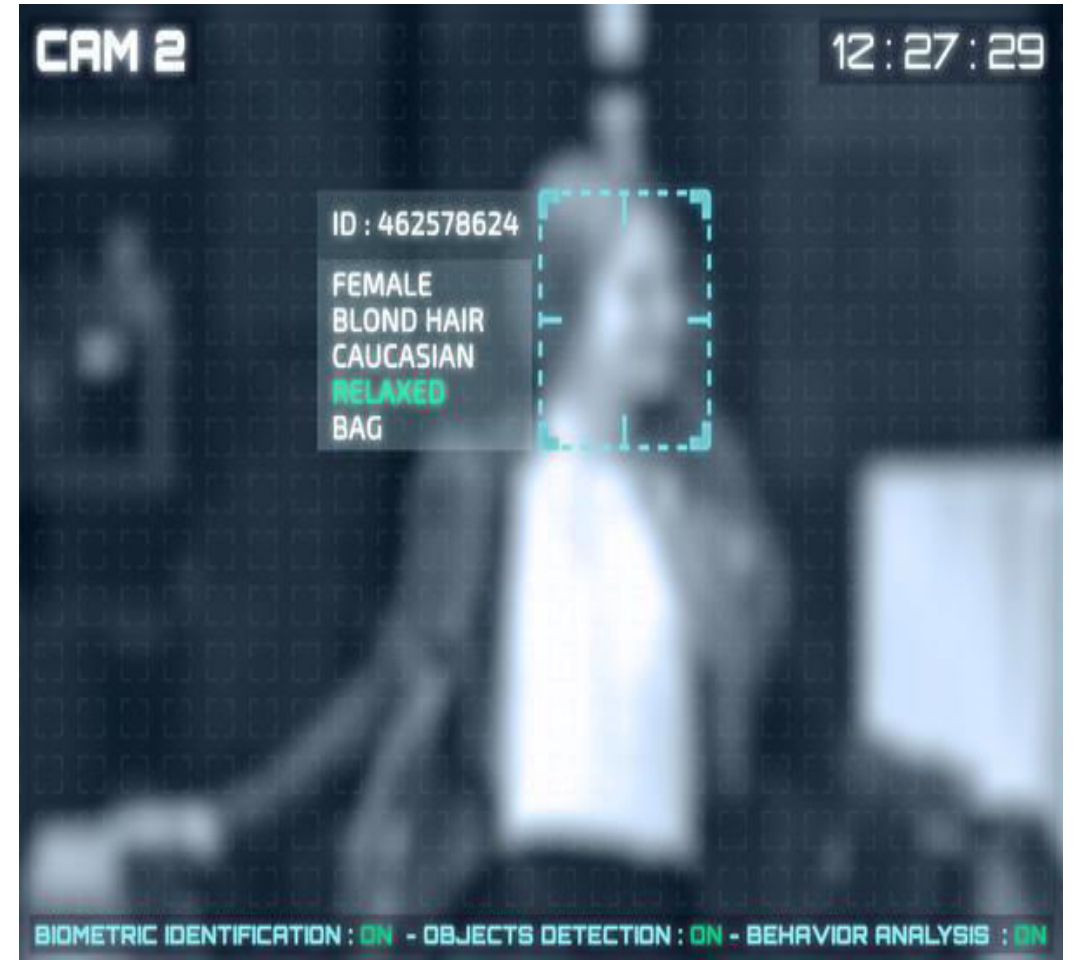 CAM 2
12 : 27 : 29
ID : 462578624
FEMALE
BLOND HAIR
CAUCASIAN
RELAXED
BAG
BIOMETRIC IDENTIFICATION : ON - OBJECTS DETECTION : ON - BEHAVIOR ANALYSIS : ON